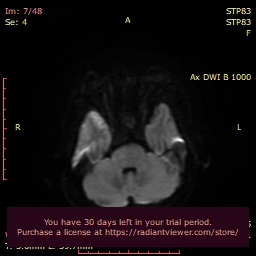 Im: 7/48
Se: 4
A
STP83
STP83
F
Ax DWI B 1000
R
L
You have 30 days left in your trial period.
Purchase a license at https://radiantviewer.com/store/